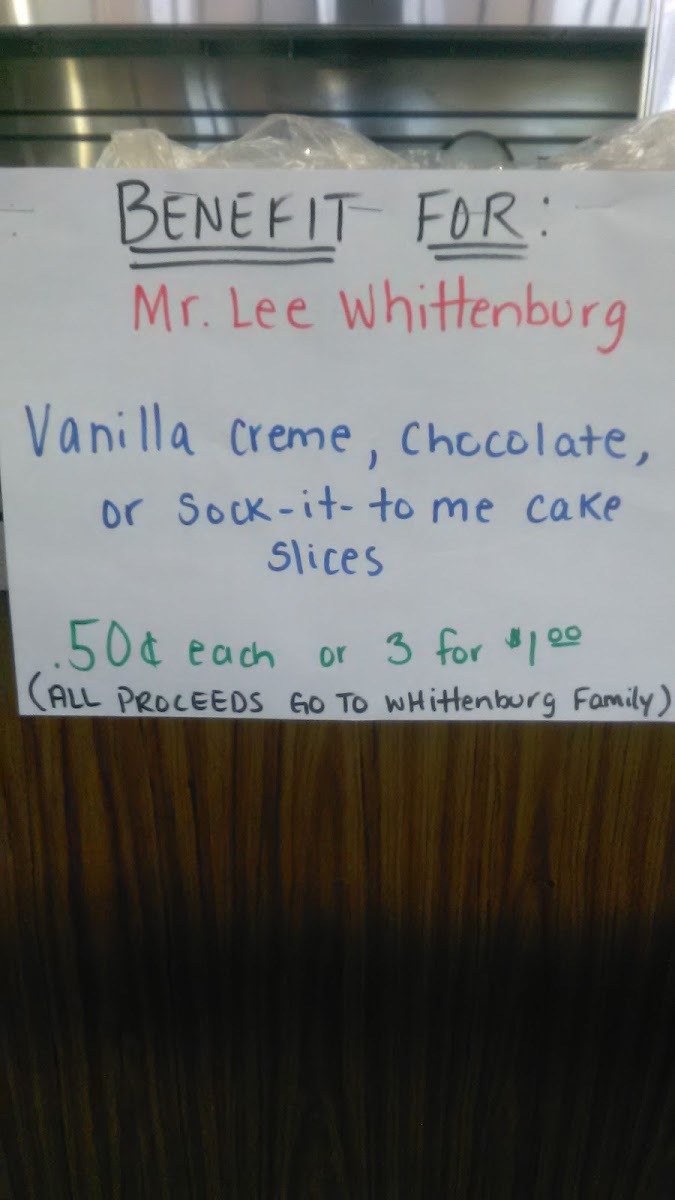 BENEFIT FOR:
Mr. Lee Whittenburg
Vanilla creme, Chocolate,
or Sock-it-to me cake
Slices
.50¢ each or 3 for $1.00
(ALL PROCEEDS GO TO WHittenburg Family)